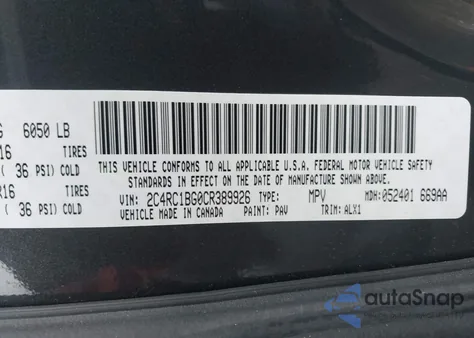 G 6050 LB
16 TIRES
( 36 PSI) COLD
R16 TIRES
( 36 PSI) COLD
THIS VEHICLE CONFORMS TO ALL APPLICABLE U.S.A. FEDERAL MOTOR VEHICLE SAFETY
STANDARDS IN EFFECT ON THE DATE OF MANUFACTURE SHOWN ABOVE.
VIN: 2C4RC1BG0CR389926 TYPE: MPV MDH: 052401 669AA
VEHICLE MADE IN CANADA PAINT: PAV TRIM: ALX1
autoSnap